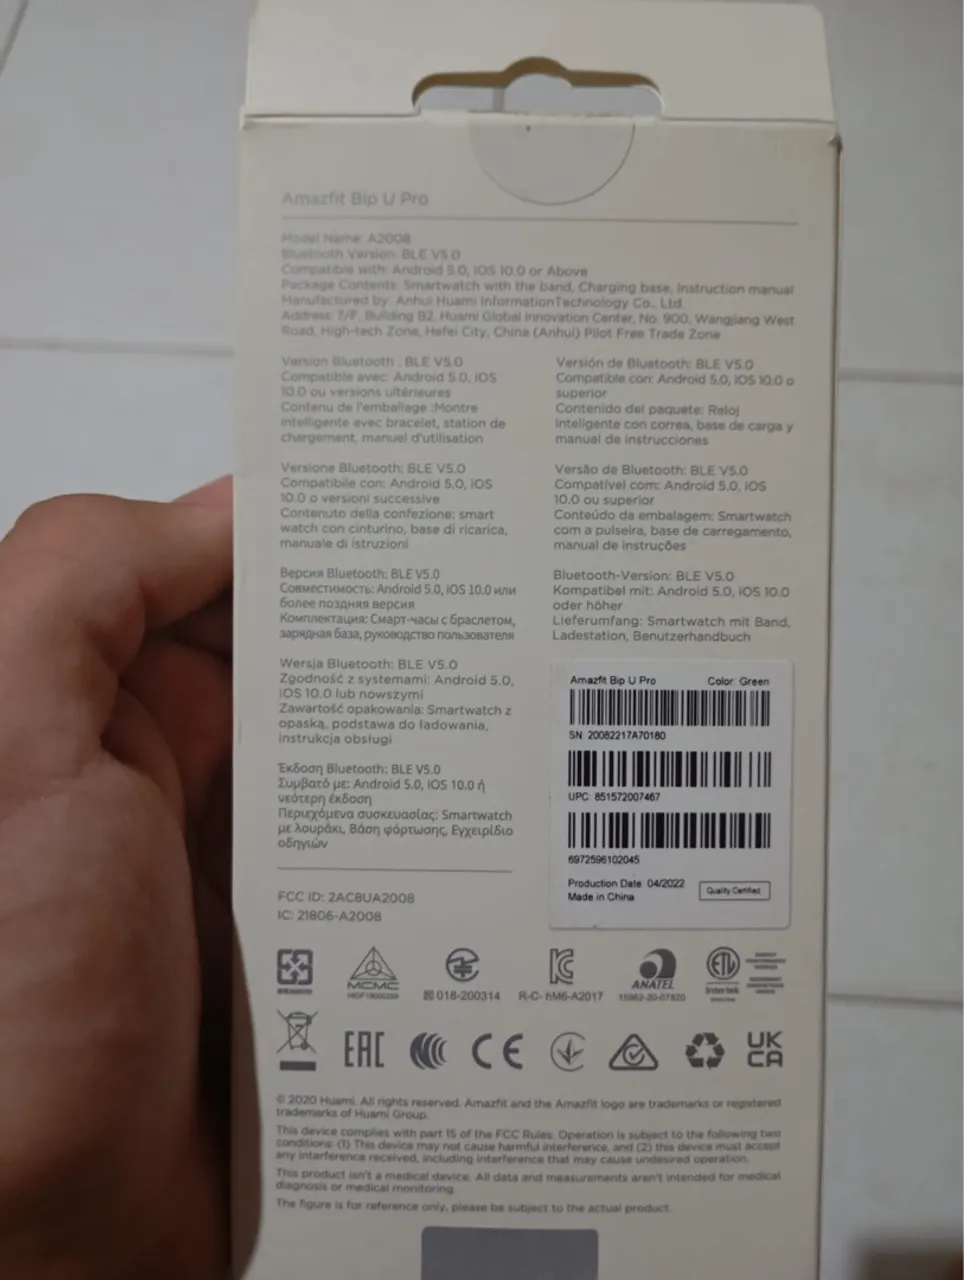 Amazfit Bip U Pro
Model Name: A2008
Bluetooth Version: BLE V5.0
Compatible with: Android 5.0, iOS 10.0 or Above
Package Contents: Smartwatch with the band, Charging base, Instruction manual
Manufactured by: Anhui Huami InformationTechnology Co., Ltd.
Address: 7/F, Building B2, Huami Global Innovation Center, No. 900, Wangjiang West
Road, High-tech Zone, Hefei City, China (Anhui) Pilot Free Trade Zone
Version Bluetooth : BLE V5.0
Compatible avec: Android 5.0, iOS
10.0 ou versions ultérieures
Contenu de l'emballage :Montre
intelligente avec bracelet, station de
chargement, manuel d'utilisation
Versión de Bluetooth: BLE V5.0
Compatible con: Android 5.0, iOS 10.0 o
superior
Contenido del paquete: Reloj
inteligente con correa, base de carga y
manual de instrucciones
Versione Bluetooth: BLE V5.0
Compatibile con: Android 5.0, iOS
10.0 o versioni successive
Contenuto della confezione: smart
watch con cinturino, base di ricarica,
manuale di istruzioni
Versão de Bluetooth: BLE V5.0
Compatível com: Android 5.0, iOS
10.0 ou superior
Conteúdo da embalagem: Smartwatch
com a pulseira, base de carregamento,
manual de instruções
Версия Bluetooth: BLE V5.0
Совместимость: Android 5.0, iOS 10.0 или
более поздняя версия
Комплектация: Смарт-часы с браслетом,
зарядная база, руководство пользователя
Bluetooth-Version: BLE V5.0
Kompatibel mit: Android 5.0, iOS 10.0
oder höher
Lieferumfang: Smartwatch mit Band,
Ladestation, Benutzerhandbuch
Wersja Bluetooth: BLE V5.0
Zgodność z systemami: Android 5.0,
iOS 10.0 lub nowszymi
Zawartość opakowania: Smartwatch z
opaską, podstawa do ładowania,
instrukcja obsługi
Έκδοση Bluetooth: BLE V5.0
Συμβατό με: Android 5.0, iOS 10.0 ή
νεότερη έκδοση
Περιεχόμενα συσκευασίας: Smartwatch
με λουράκι, Βάση φόρτωσης, Εγχειρίδιο
οδηγιών
Amazfit Bip U Pro Color: Green
SN: 20082217A70180
UPC: 851572007467
6972596102045
Production Date: 04/2022
Made in China
Quality Certified
FCC ID: 2AC8UA2008
IC: 21806-A2008
MCMC
018-200314
R-C- hM6-A2017
ANATEL
15962-20-07820
ETL
Intertek
EAC
CE
UK
CA
© 2020 Huami. All rights reserved. Amazfit and the Amazfit logo are trademarks or registered
trademarks of Huami Group.
This device complies with part 15 of the FCC Rules. Operation is subject to the following two
conditions: (1) This device may not cause harmful interference, and (2) this device must accept
any interference received, including interference that may cause undesired operation.
This product isn't a medical device. All data and measurements aren't intended for medical
diagnosis or medical monitoring.
The figure is for reference only, please be subject to the actual product.